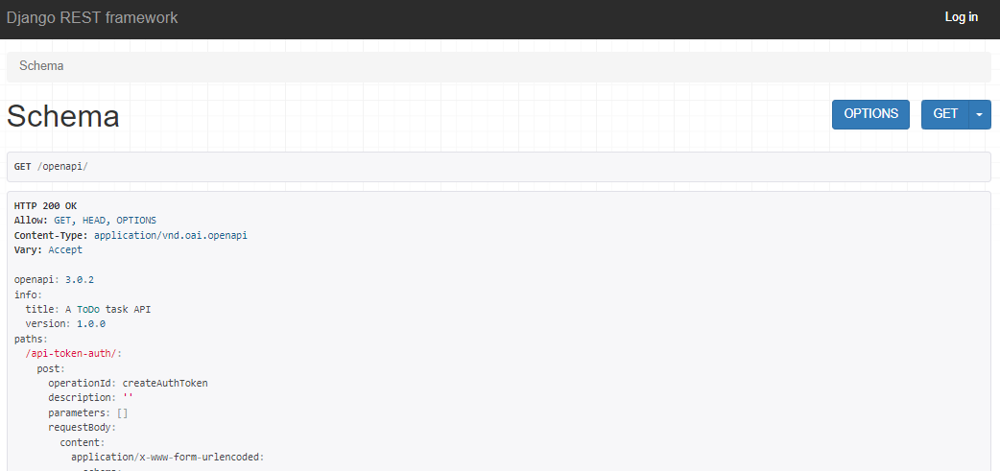 Django REST framework
Log in
Schema
Schema
OPTIONS
GET
GET /openapi/
HTTP 200 OK
Allow: GET, HEAD, OPTIONS
Content-Type: application/vnd.oai.openapi
Vary: Accept
openapi: 3.0.2
info:
  title: A ToDo task API
  version: 1.0.0
paths:
  /api-token-auth/:
    post:
      operationId: createAuthToken
      description: ''
      parameters: []
      requestBody:
        content:
          application/x-www-form-urlencoded:
            schema: